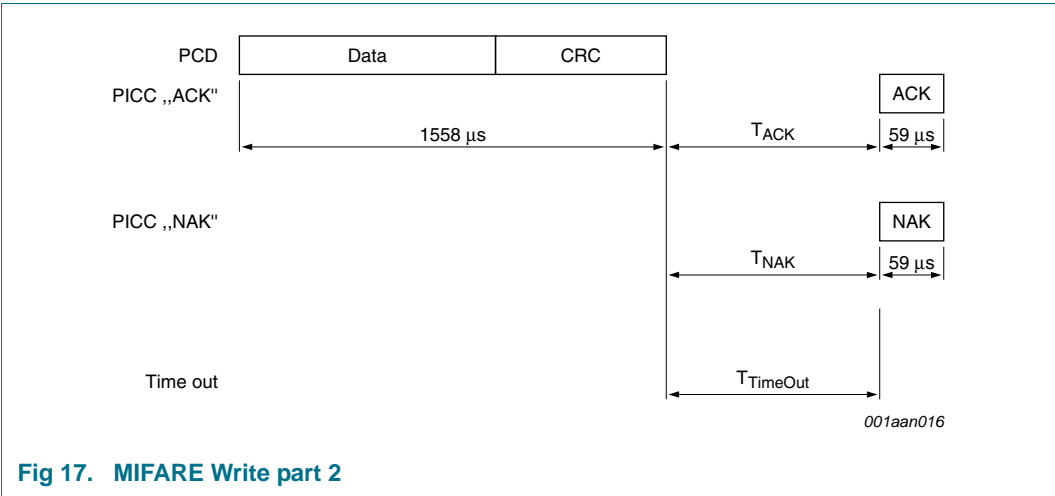 PCD Data CRC
PICC ,,ACK" ACK
1558 μs TACK 59 μs
PICC ,,NAK" NAK
TNAK 59 μs
Time out TTimeOut
001aan016
Fig 17. MIFARE Write part 2